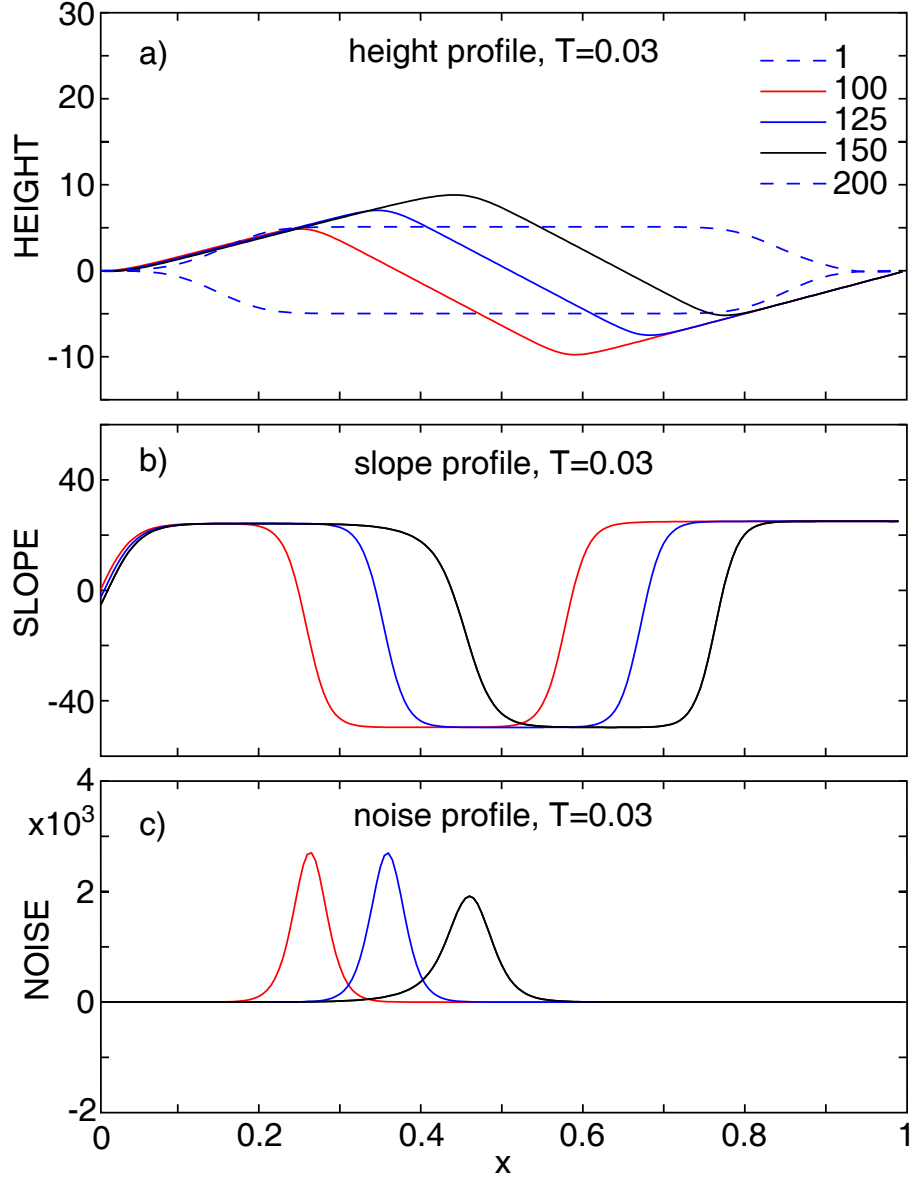 a) height profile, T=0.03
30
20
10
0
-10
HEIGHT
1
100
125
150
200
b) slope profile, T=0.03
40
0
-40
SLOPE
c) noise profile, T=0.03
4
x10³
2
0
-2
NOISE
0 0.2 0.4 0.6 0.8 1
x